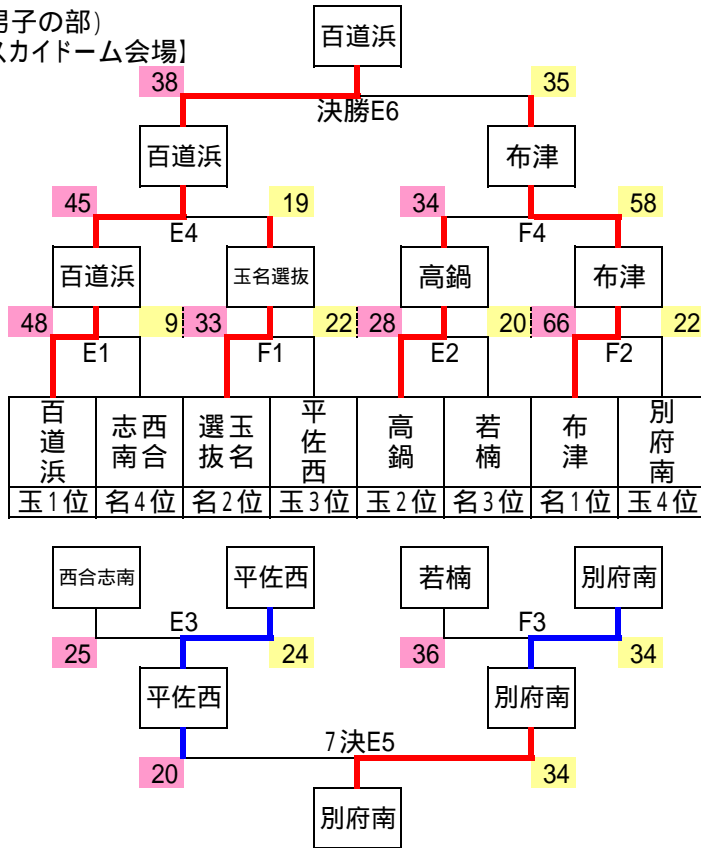 男子の部)
スカイドーム会場】
百道浜
38 35
決勝E6
百道浜 布津
45 19 34 58
E4 F4
百道浜 玉名選抜 高鍋 布津
48 9 33 22 28 20 66 22
E1 F1 E2 F2
百道浜 西合志南 玉名選抜 平佐西 高鍋 若楠 布津 別府南
玉1位 名4位 名2位 玉3位 玉2位 名3位 名1位 玉4位
西合志南 平佐西 若楠 別府南
E3 F3
25 24 36 34
平佐西 別府南
7決E5
20 34
別府南